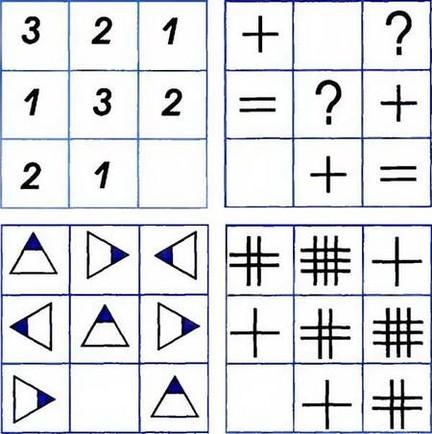 3 2 1
1 3 2
2 1
+ ?
= ? +
+ =